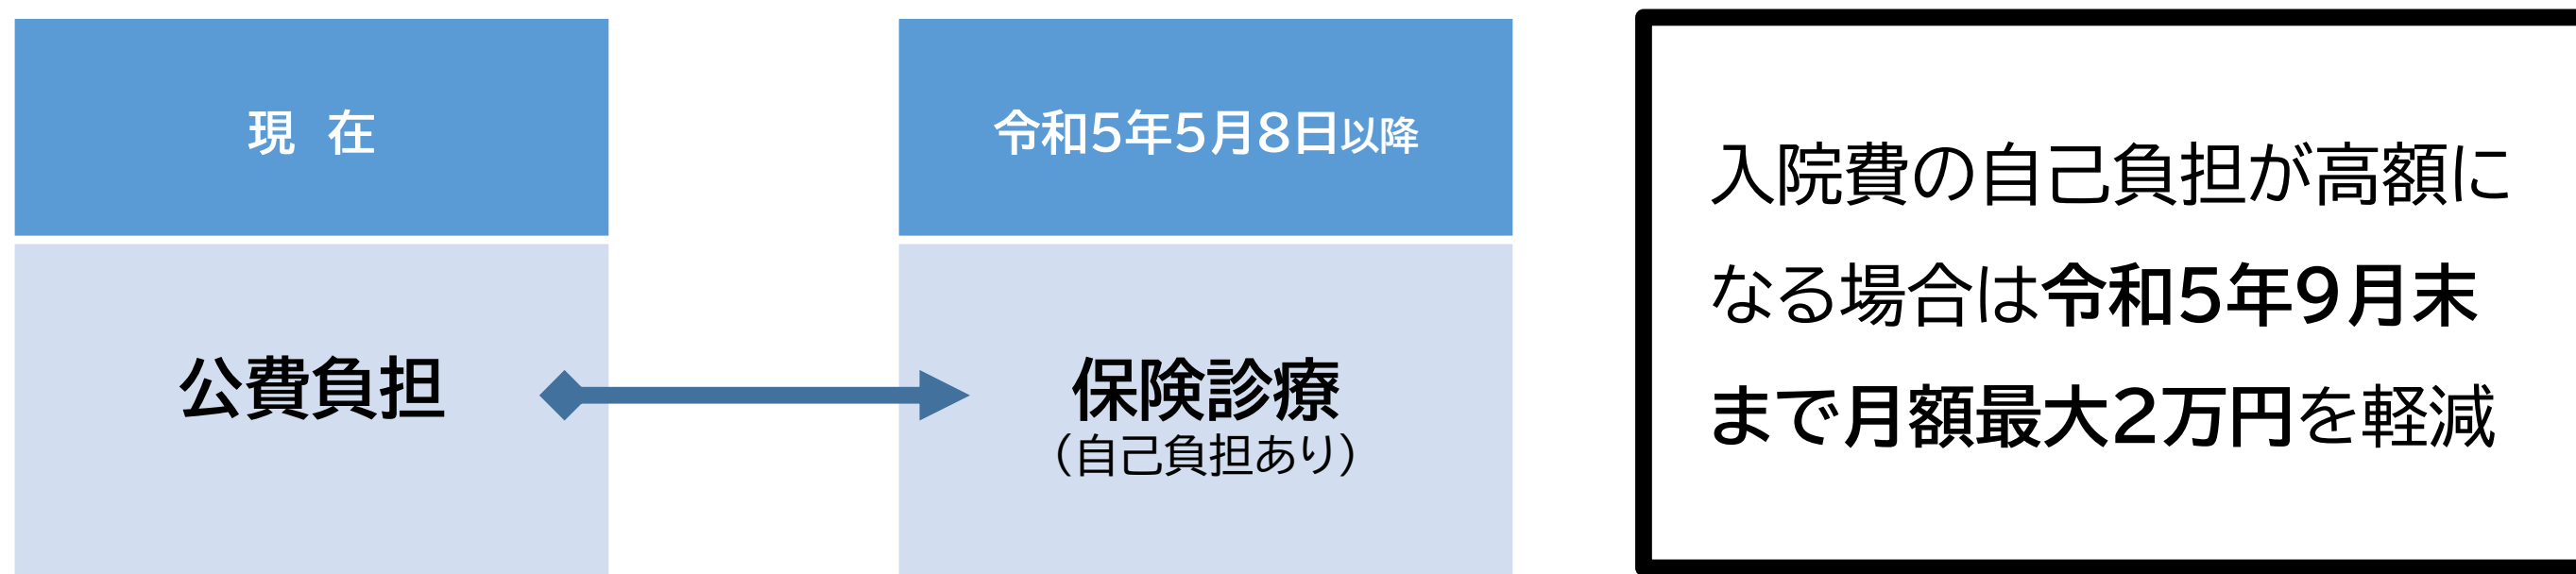 現 在
公費負担
令和5年5月8日以降
保険診療
（自己負担あり）
入院費の自己負担が高額に
なる場合は令和5年9月末
まで月額最大2万円を軽減